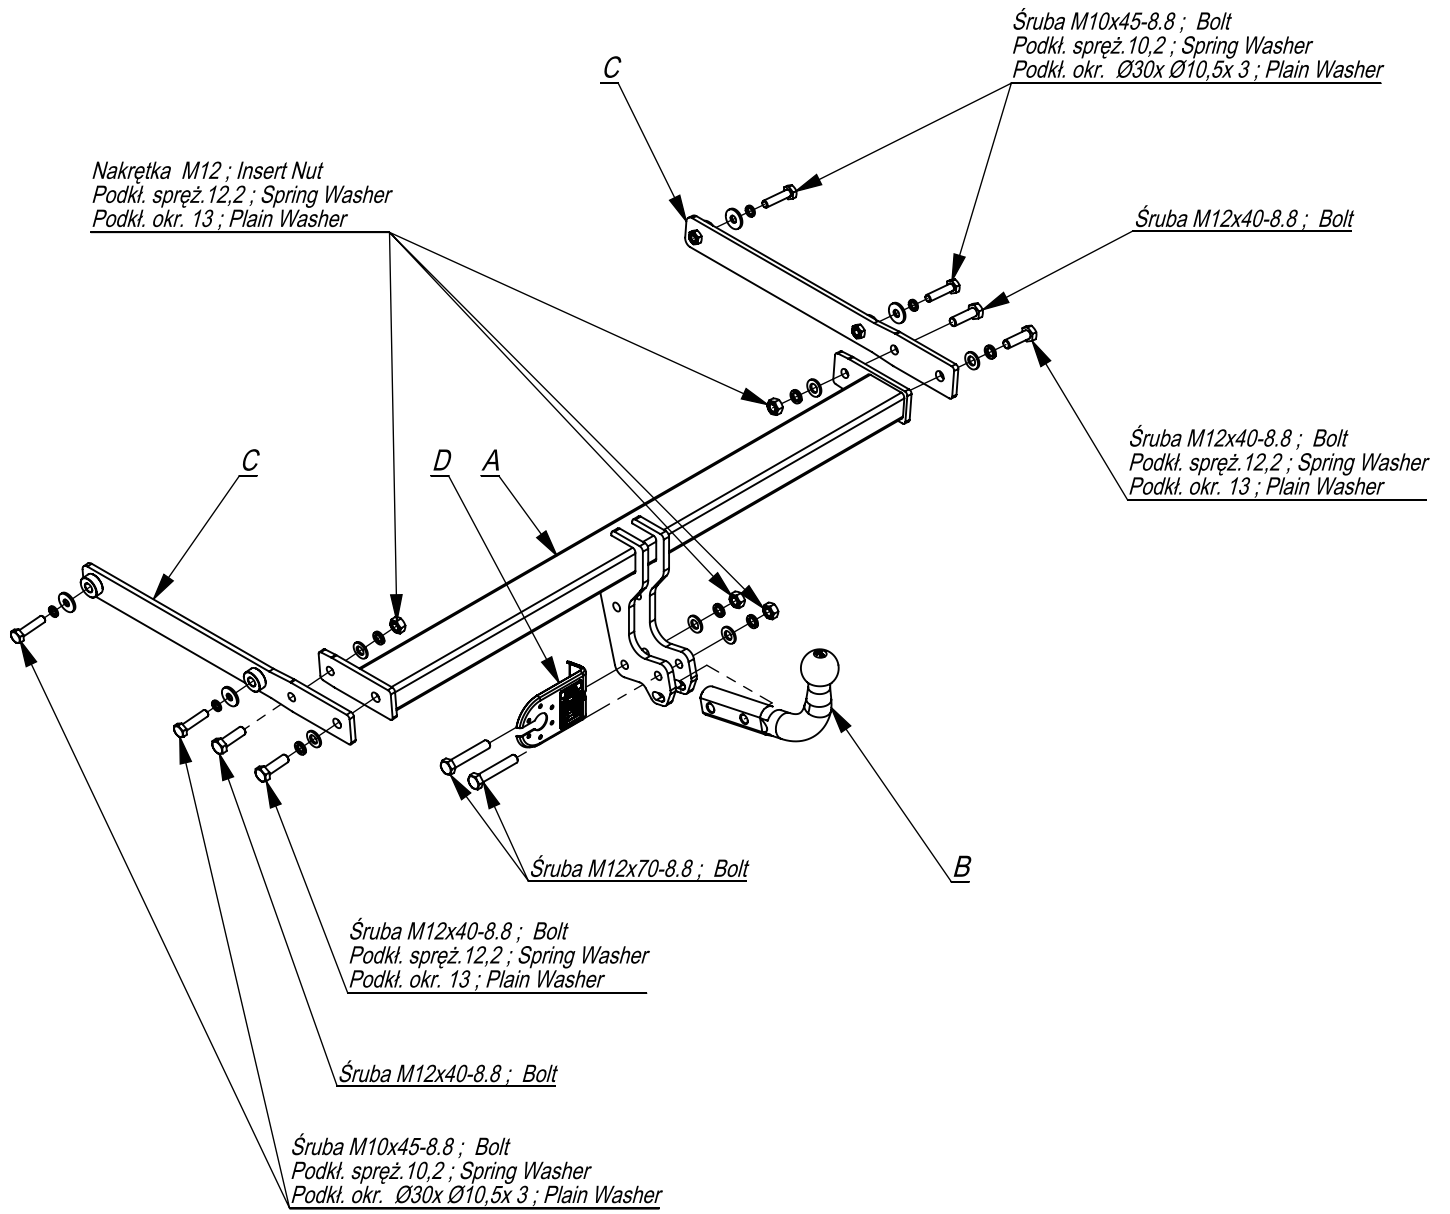 Śruba M10x45-8.8 ; Bolt
Podkł. spręż.10,2 ; Spring Washer
Podkł. okr. Ø30x Ø10,5x 3 ; Plain Washer
C
Nakrętka M12 ; Insert Nut
Podkł. spręż.12,2 ; Spring Washer
Podkł. okr. 13 ; Plain Washer
Śruba M12x40-8.8 ; Bolt
Śruba M12x40-8.8 ; Bolt
Podkł. spręż.12,2 ; Spring Washer
Podkł. okr. 13 ; Plain Washer
C
D
A
B
Śruba M12x70-8.8 ; Bolt
Śruba M12x40-8.8 ; Bolt
Podkł. spręż.12,2 ; Spring Washer
Podkł. okr. 13 ; Plain Washer
Śruba M12x40-8.8 ; Bolt
Śruba M10x45-8.8 ; Bolt
Podkł. spręż.10,2 ; Spring Washer
Podkł. okr. Ø30x Ø10,5x 3 ; Plain Washer